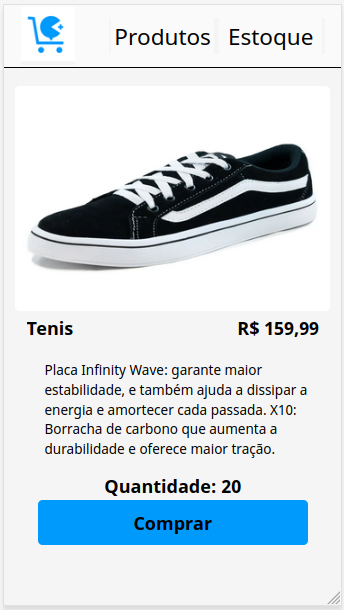 Produtos Estoque
Tenis R$ 159,99
Placa Infinity Wave: garante maior
estabilidade, e também ajuda a dissipar a
energia e amortecer cada passada. X10:
Borracha de carbono que aumenta a
durabilidade e oferece maior tração.
Quantidade: 20
Comprar